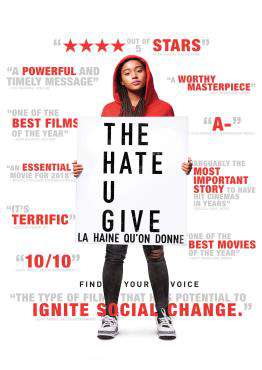 "★★★★ OUT OF 5 STARS"
"A POWERFUL AND
TIMELY MESSAGE"
"A WORTHY
MASTERPIECE"
"ONE OF THE
BEST FILMS
OF THE YEAR"
"A-"
"AN ESSENTIAL
MOVIE FOR 2018"
"ARGUABLY THE
MOST
IMPORTANT
STORY TO HAVE
HIT CINEMAS
IN YEARS"
"IT'S
TERRIFIC"
"ONE OF THE
BEST MOVIES
OF THE YEAR"
"10/10"
THE
HATE
U
GIVE
LA HAINE QU'ON DONNE
FIND YOUR VOICE
"THE TYPE OF FILM THAT HAS POTENTIAL TO
IGNITE SOCIAL CHANGE."